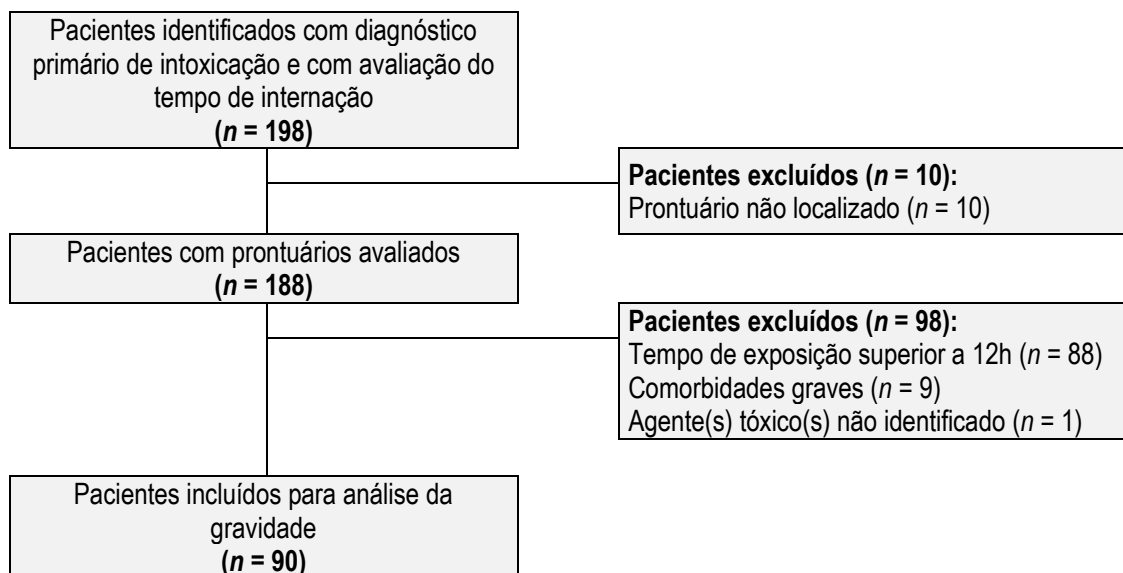 Pacientes identificados com diagnóstico
primário de intoxicação e com avaliação do
tempo de internação
(n = 198)
Pacientes excluídos (n = 10):
Prontuário não localizado (n = 10)
Pacientes com prontuários avaliados
(n = 188)
Pacientes excluídos (n = 98):
Tempo de exposição superior a 12h (n = 88)
Comorbidades graves (n = 9)
Agente(s) tóxico(s) não identificado (n = 1)
Pacientes incluídos para análise da
gravidade
(n = 90)